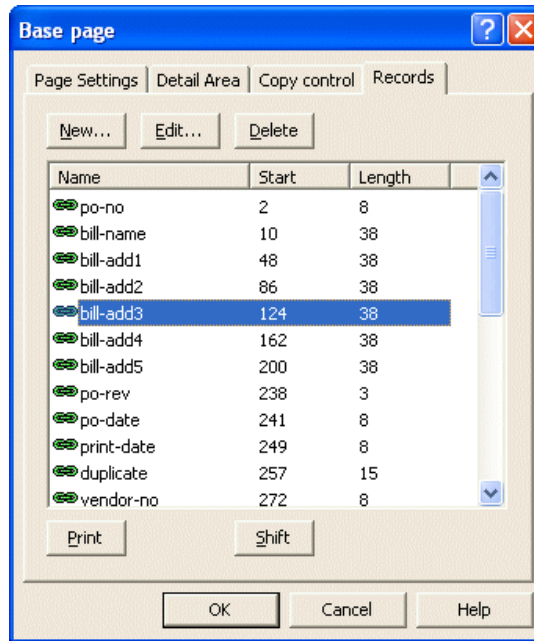 Base page
Page Settings Detail Area Copy control Records
New... Edit... Delete
Name Start Length
po-no 2 8
bill-name 10 38
bill-add1 48 38
bill-add2 86 38
bill-add3 124 38
bill-add4 162 38
bill-add5 200 38
po-rev 238 3
po-date 241 8
print-date 249 8
duplicate 257 15
vendor-no 272 8
Print Shift
OK Cancel Help